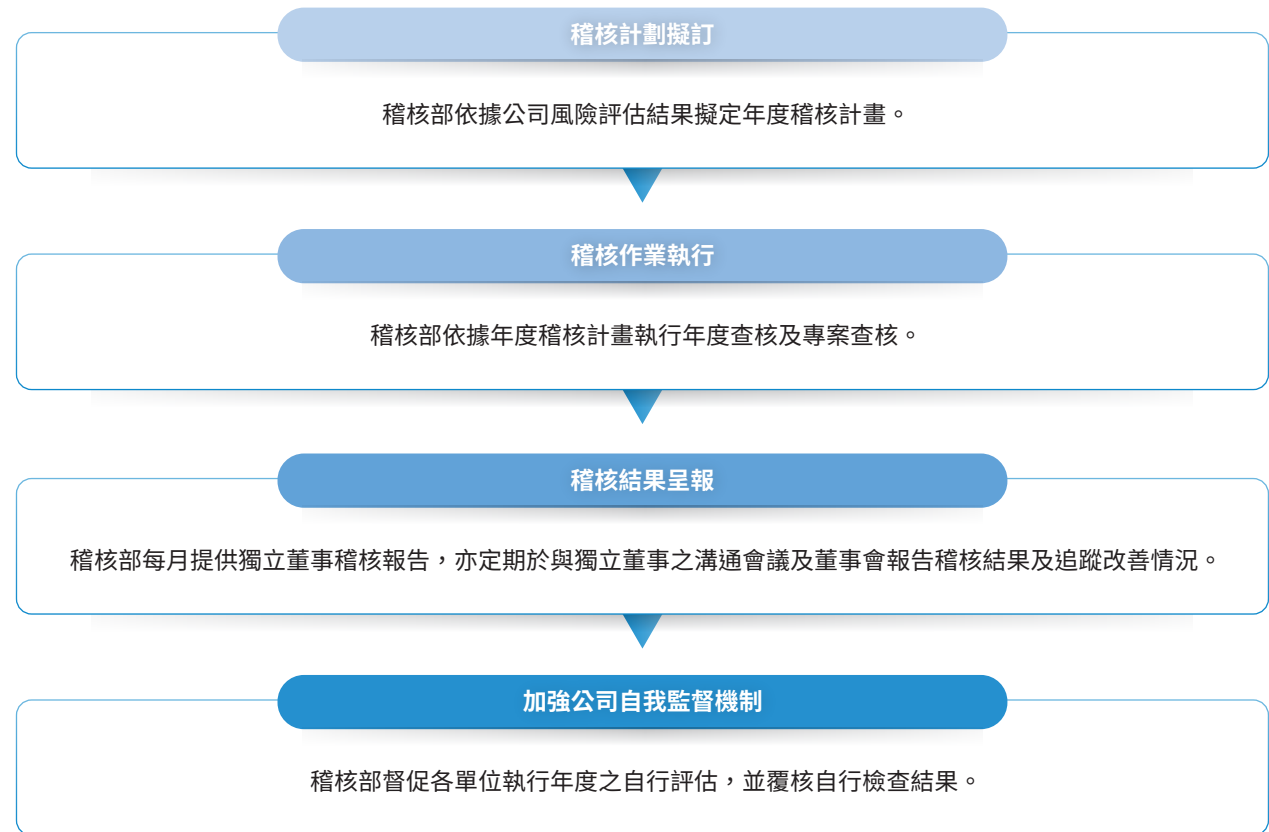 稽核計劃擬訂
稽核部依據公司風險評估結果擬定年度稽核計畫。
稽核作業執行
稽核部依據年度稽核計畫執行年度查核及專案查核。
稽核結果呈報
稽核部每月提供獨立董事稽核報告，亦定期於與獨立董事之溝通會議及董事會報告稽核結果及追蹤改善情況。
加強公司自我監督機制
稽核部督促各單位執行年度之自行評估，並覆核自行檢查結果。